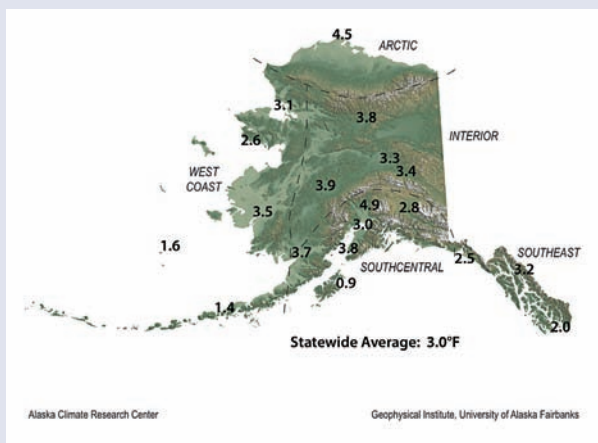 4.5
ARCTIC
3.1
3.8
2.6
INTERIOR
3.3
WEST
COAST
3.4
3.9
4.9
2.8
3.5
3.0
1.6
3.7
3.8
2.5
SOUTHEAST
SOUTHCENTRAL
3.2
0.9
1.4
2.0
Statewide Average: 3.0°F
Alaska Climate Research Center
Geophysical Institute, University of Alaska Fairbanks